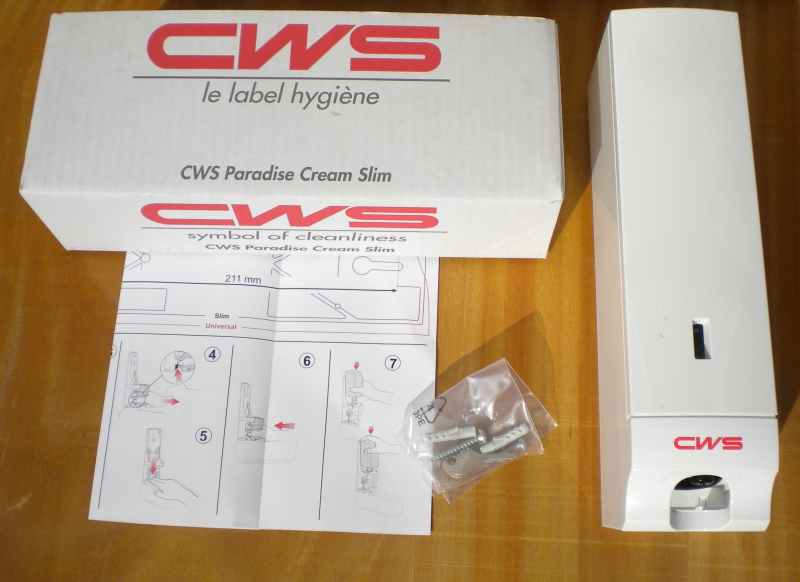 CWS
le label hygiène
CWS Paradise Cream Slim
CWS
symbol of cleanliness
CWS Paradise Cream Slim
211 mm
Slim
Universal
4
5
6
7
CWS